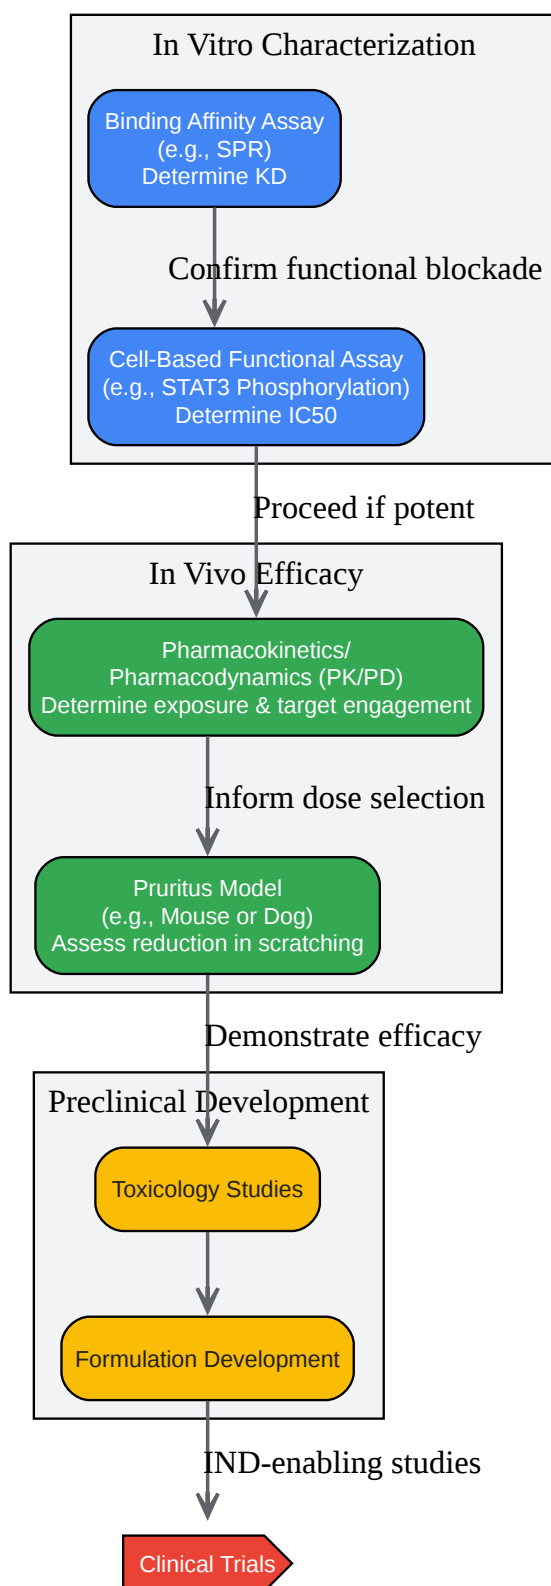 In Vitro Characterization
Binding Affinity Assay
(e.g., SPR)
Determine KD
Confirm functional blockade
Cell-Based Functional Assay
(e.g., STAT3 Phosphorylation)
Determine IC50
Proceed if potent
In Vivo Efficacy
Pharmacokinetics/
Pharmacodynamics (PK/PD)
Determine exposure & target engagement
Inform dose selection
Pruritus Model
(e.g., Mouse or Dog)
Assess reduction in scratching
Demonstrate efficacy
Preclinical Development
Toxicology Studies
Formulation Development
IND-enabling studies
Clinical Trials